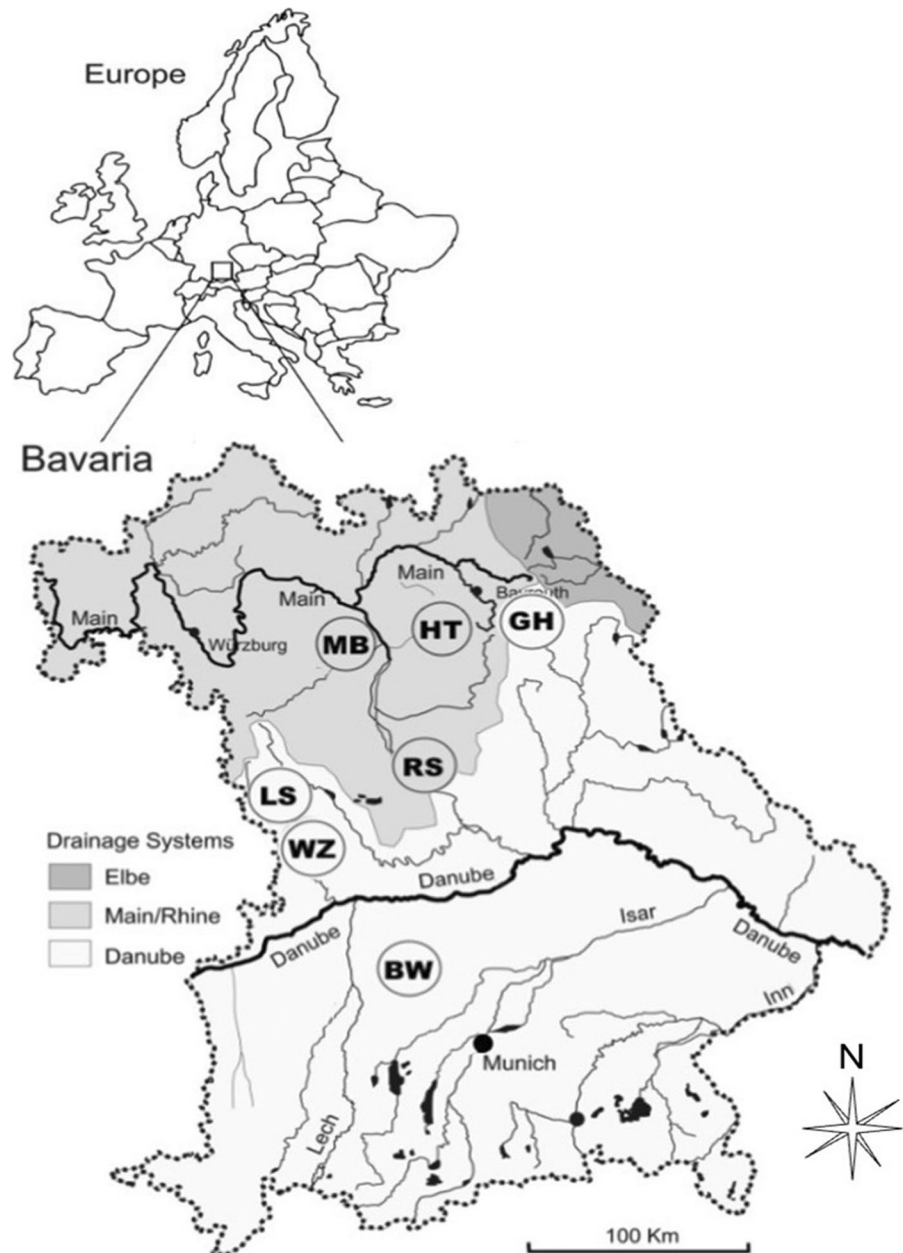 Europe
Bavaria
Main
Main
Main
Bayreuth
Würzburg
MB
HT
GH
RS
LS
WZ
Drainage Systems
Elbe
Main/Rhine
Danube
Danube
Danube
Isar
Danube
BW
Inn
Munich
Lech
N
100 Km